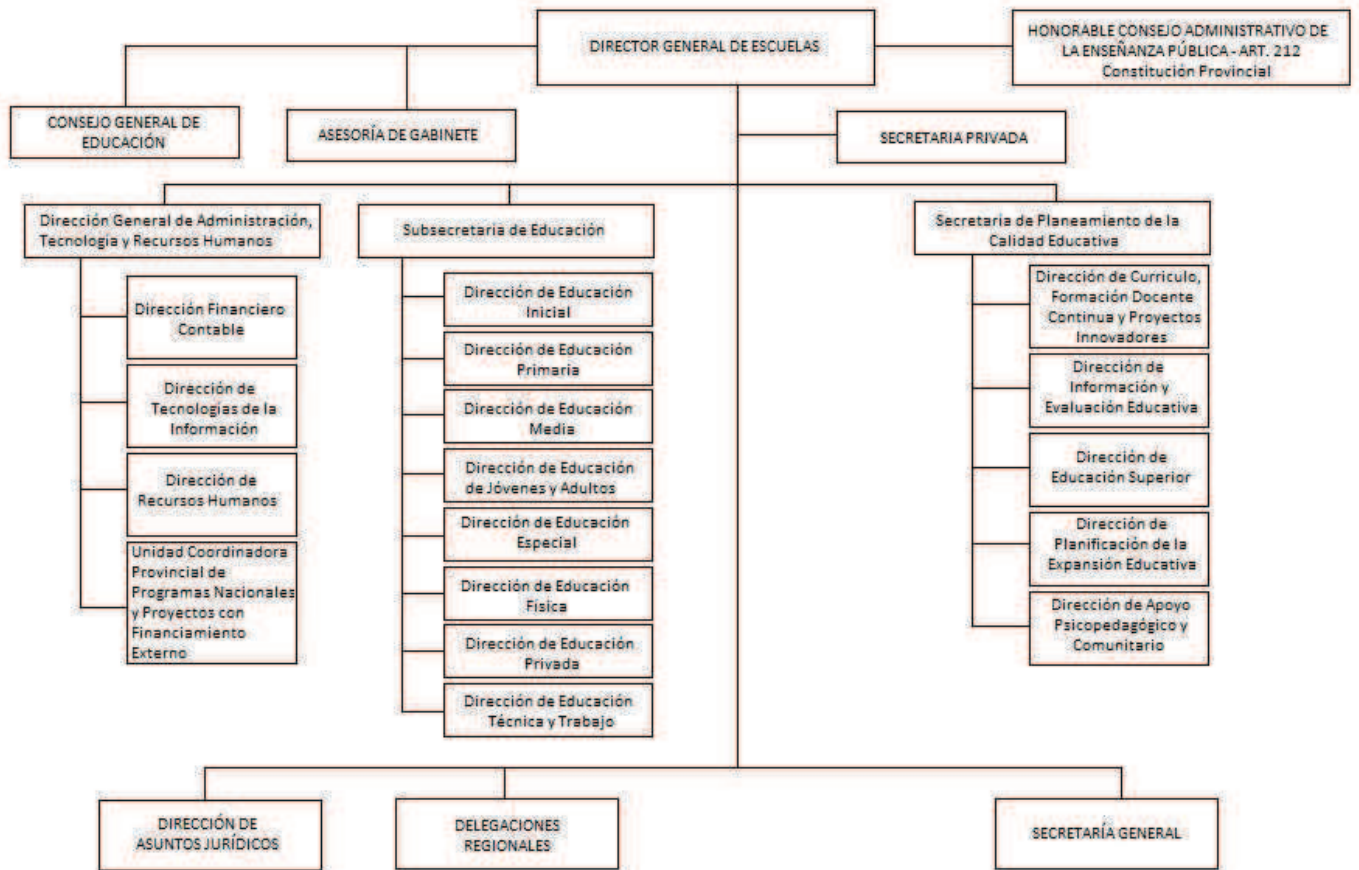 DIRECTOR GENERAL DE ESCUELAS
HONORABLE CONSEJO ADMINISTRATIVO DE
LA ENSEÑANZA PÚBLICA - ART. 212
Constitución Provincial
CONSEJO GENERAL DE
EDUCACIÓN
ASESORÍA DE GABINETE
SECRETARIA PRIVADA
Dirección General de Administración,
Tecnología y Recursos Humanos
Dirección Financiero
Contable
Dirección de
Tecnologías de la
Información
Dirección de
Recursos Humanos
Unidad Coordinadora
Provincial de
Programas Nacionales
y Proyectos con
Financiamiento
Externo
Subsecretaria de Educación
Dirección de Educación
Inicial
Dirección de Educación
Primaria
Dirección de Educación
Media
Dirección de Educación
de Jóvenes y Adultos
Dirección de Educación
Especial
Dirección de Educación
Física
Dirección de Educación
Privada
Dirección de Educación
Técnica y Trabajo
Secretaria de Planeamiento de la
Calidad Educativa
Dirección de Curriculo,
Formación Docente
Continua y Proyectos
Innovadores
Dirección de
Información y
Evaluación Educativa
Dirección de
Educación Superior
Dirección de
Planificación de la
Expansión Educativa
Dirección de Apoyo
Psicopedagógico y
Comunitario
DIRECCIÓN DE
ASUNTOS JURÍDICOS
DELEGACIONES
REGIONALES
SECRETARÍA GENERAL